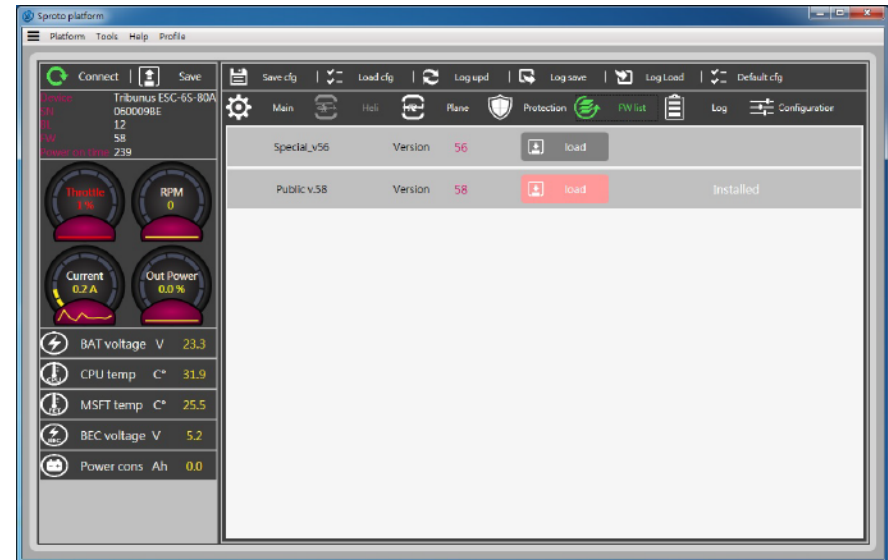 Sproto platform
Platform Tools Help Profile
Connect | Save
Save cfg | Load cfg | Log upd | Log save | Log Load | Default cfg
Device Tribunus ESC-6S-80A
SN 060009BE
12
FW 58
Power on time 239
Main Heli Plane Protection FW list Log Configuration
Special_v56 Version 56 load
Public v.58 Version 58 load Installed
Throttle
1 %
RPM
0
Current
0.2 A
Out Power
0.0 %
BAT voltage V 23.3
CPU temp C° 31.9
MSFT temp C° 25.5
BEC voltage V 5.2
Power cons Ah 0.0